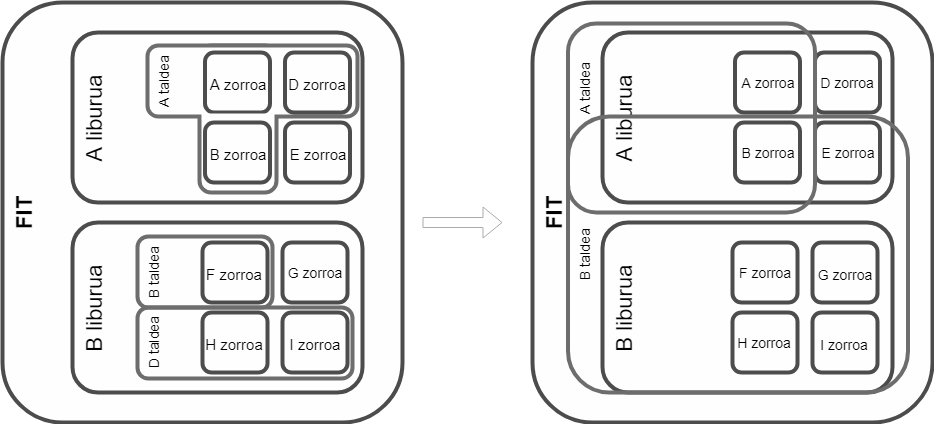 FIT
A liburua
A taldea
A zorroa
D zorroa
B zorroa
E zorroa
B liburua
B taldea
F zorroa
G zorroa
D taldea
H zorroa
I zorroa
FIT
A taldea
A liburua
A zorroa
D zorroa
B zorroa
E zorroa
B taldea
B liburua
F zorroa
G zorroa
H zorroa
I zorroa